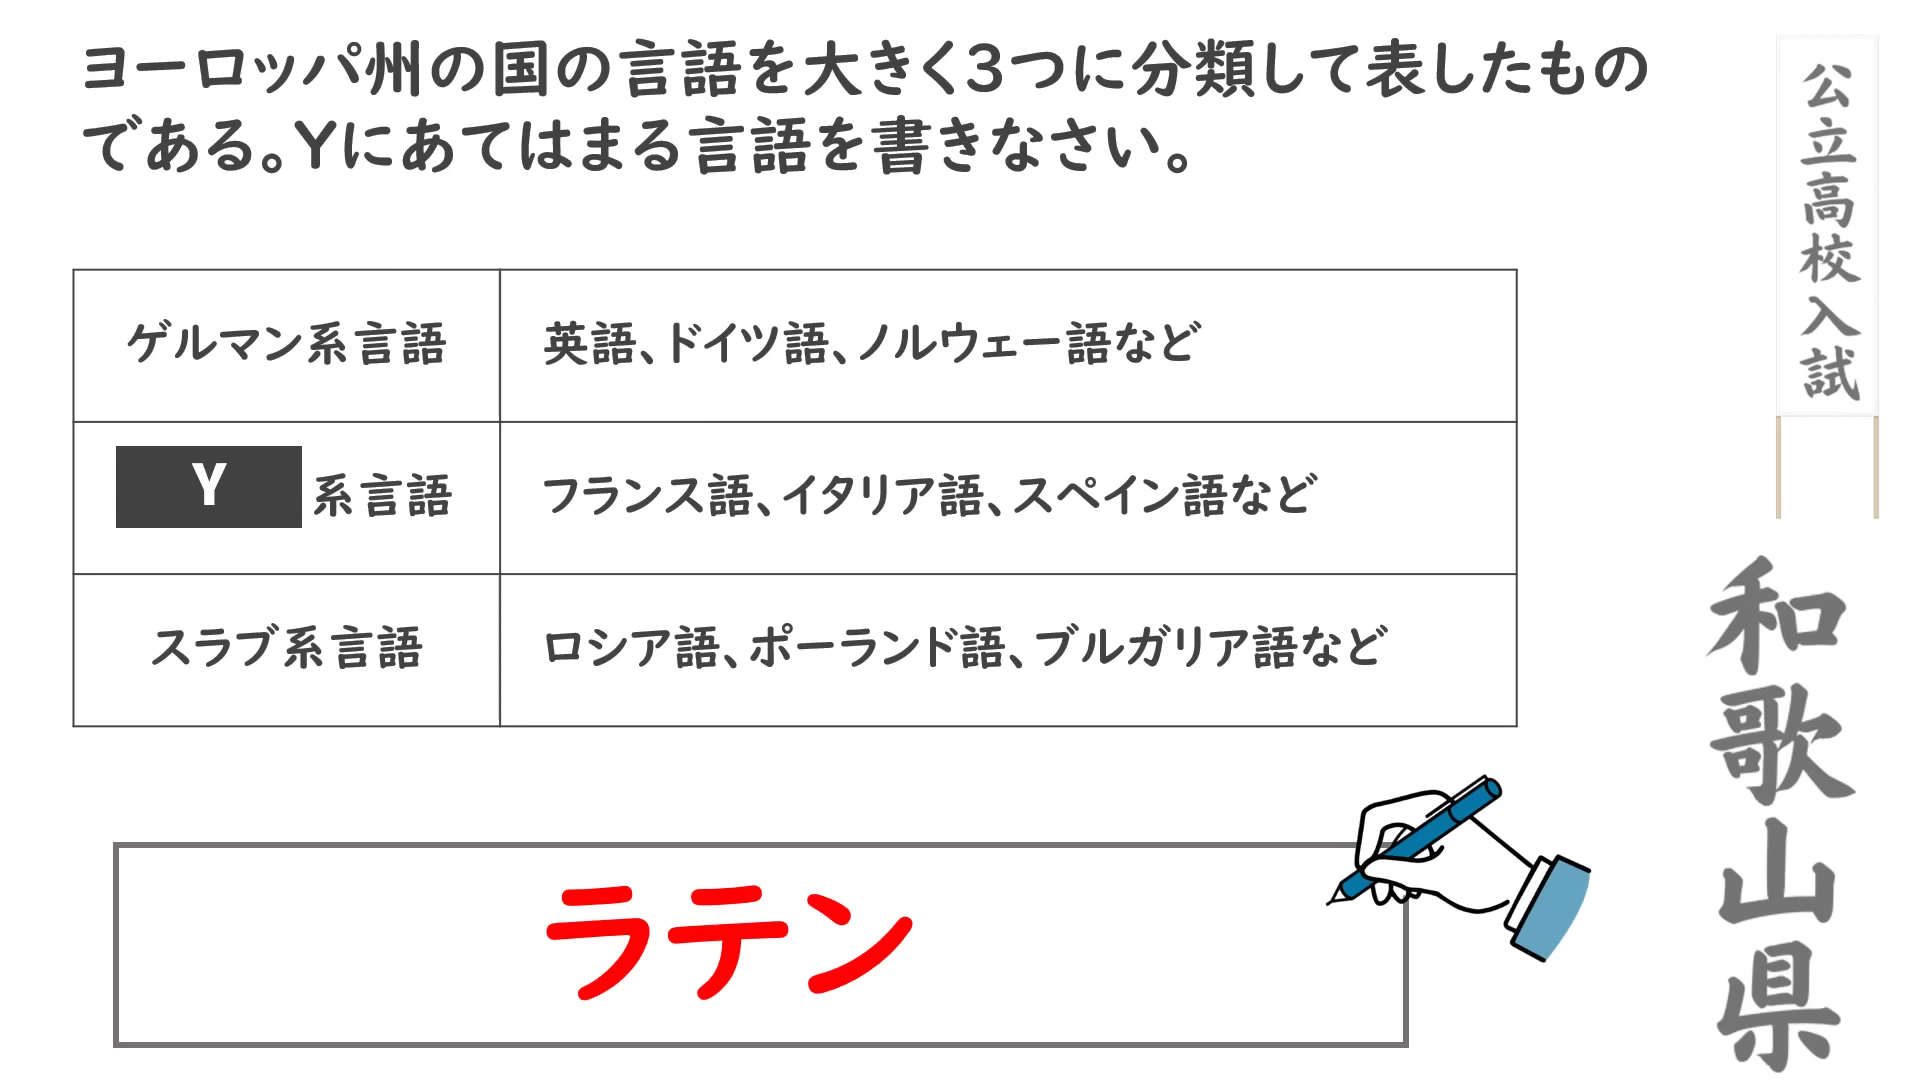 ヨーロッパ州の国の言語を大きく3つに分類して表したもの
である。Yにあてはまる言語を書きなさい。
ゲルマン系言語 英語、ドイツ語、ノルウェー語など
Y 系言語 フランス語、イタリア語、スペイン語など
スラブ系言語 ロシア語、ポーランド語、ブルガリア語など
ラテン
公立高校入試
和歌山県